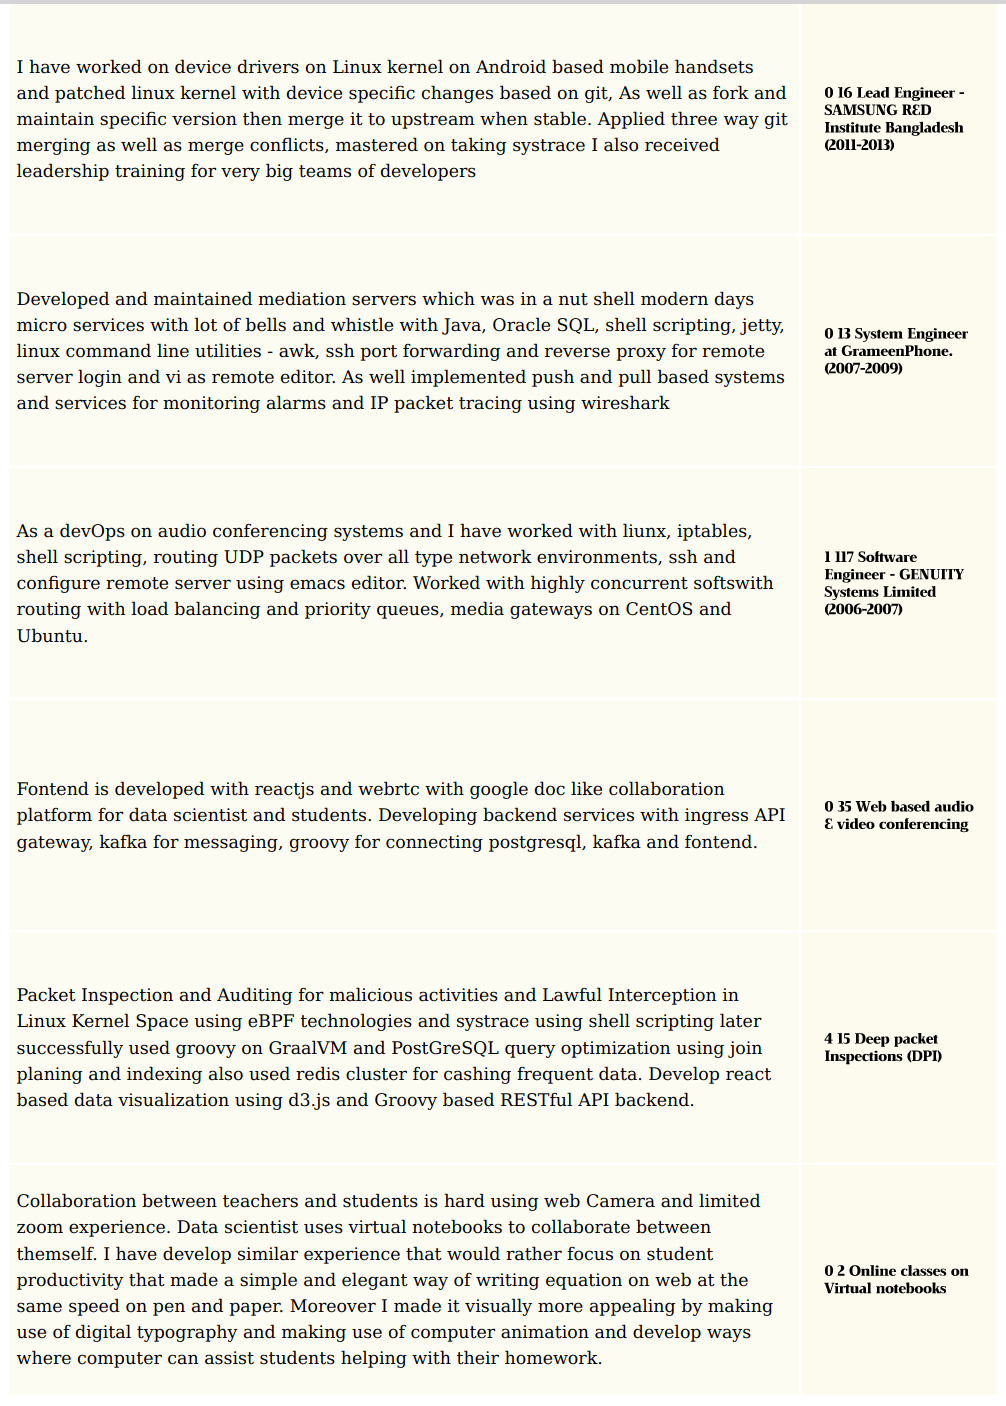 I have worked on device drivers on Linux kernel on Android based mobile handsets
and patched linux kernel with device specific changes based on git, As well as fork and
maintain specific version then merge it to upstream when stable. Applied three way git
merging as well as merge conflicts, mastered on taking systrace I also received
leadership training for very big teams of developers
0 16 Lead Engineer -
SAMSUNG R&D
Institute Bangladesh
(2011-2013)
Developed and maintained mediation servers which was in a nut shell modern days
micro services with lot of bells and whistle with Java, Oracle SQL, shell scripting, jetty,
linux command line utilities - awk, ssh port forwarding and reverse proxy for remote
server login and vi as remote editor. As well implemented push and pull based systems
and services for monitoring alarms and IP packet tracing using wireshark
0 13 System Engineer
at GrameenPhone.
(2007-2009)
As a devOps on audio conferencing systems and I have worked with liunx, iptables,
shell scripting, routing UDP packets over all type network environments, ssh and
configure remote server using emacs editor. Worked with highly concurrent softswith
routing with load balancing and priority queues, media gateways on CentOS and
Ubuntu.
1 117 Software
Engineer - GENUITY
Systems Limited
(2006-2007)
Fontend is developed with reactjs and webrtc with google doc like collaboration
platform for data scientist and students. Developing backend services with ingress API
gateway, kafka for messaging, groovy for connecting postgresql, kafka and fontend.
0 35 Web based audio
& video conferencing
Packet Inspection and Auditing for malicious activities and Lawful Interception in
Linux Kernel Space using eBPF technologies and systrace using shell scripting later
successfully used groovy on GraalVM and PostGreSQL query optimization using join
planing and indexing also used redis cluster for cashing frequent data. Develop react
based data visualization using d3.js and Groovy based RESTful API backend.
4 15 Deep packet
Inspections (DPI)
Collaboration between teachers and students is hard using web Camera and limited
zoom experience. Data scientist uses virtual notebooks to collaborate between
themself. I have develop similar experience that would rather focus on student
productivity that made a simple and elegant way of writing equation on web at the
same speed on pen and paper. Moreover I made it visually more appealing by making
use of digital typography and making use of computer animation and develop ways
where computer can assist students helping with their homework.
0 2 Online classes on
Virtual notebooks